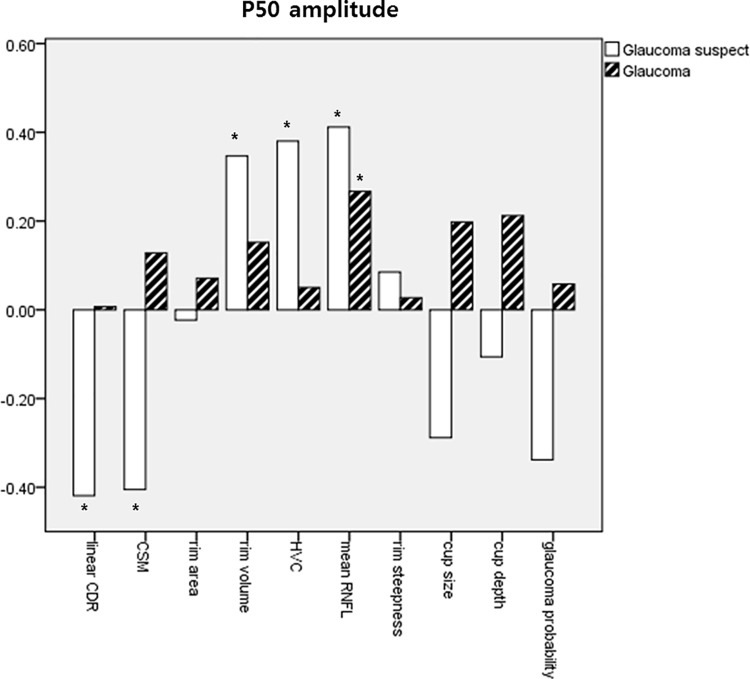 P50 amplitude
Glaucoma suspect
Glaucoma
0.60
0.40
0.20
0.00
-0.20
-0.40
*
*
*
*
*
*
linear CDR
CSM
rim area
rim volume
HVC
mean RNFL
rim steepness
cup size
cup depth
glaucoma probability